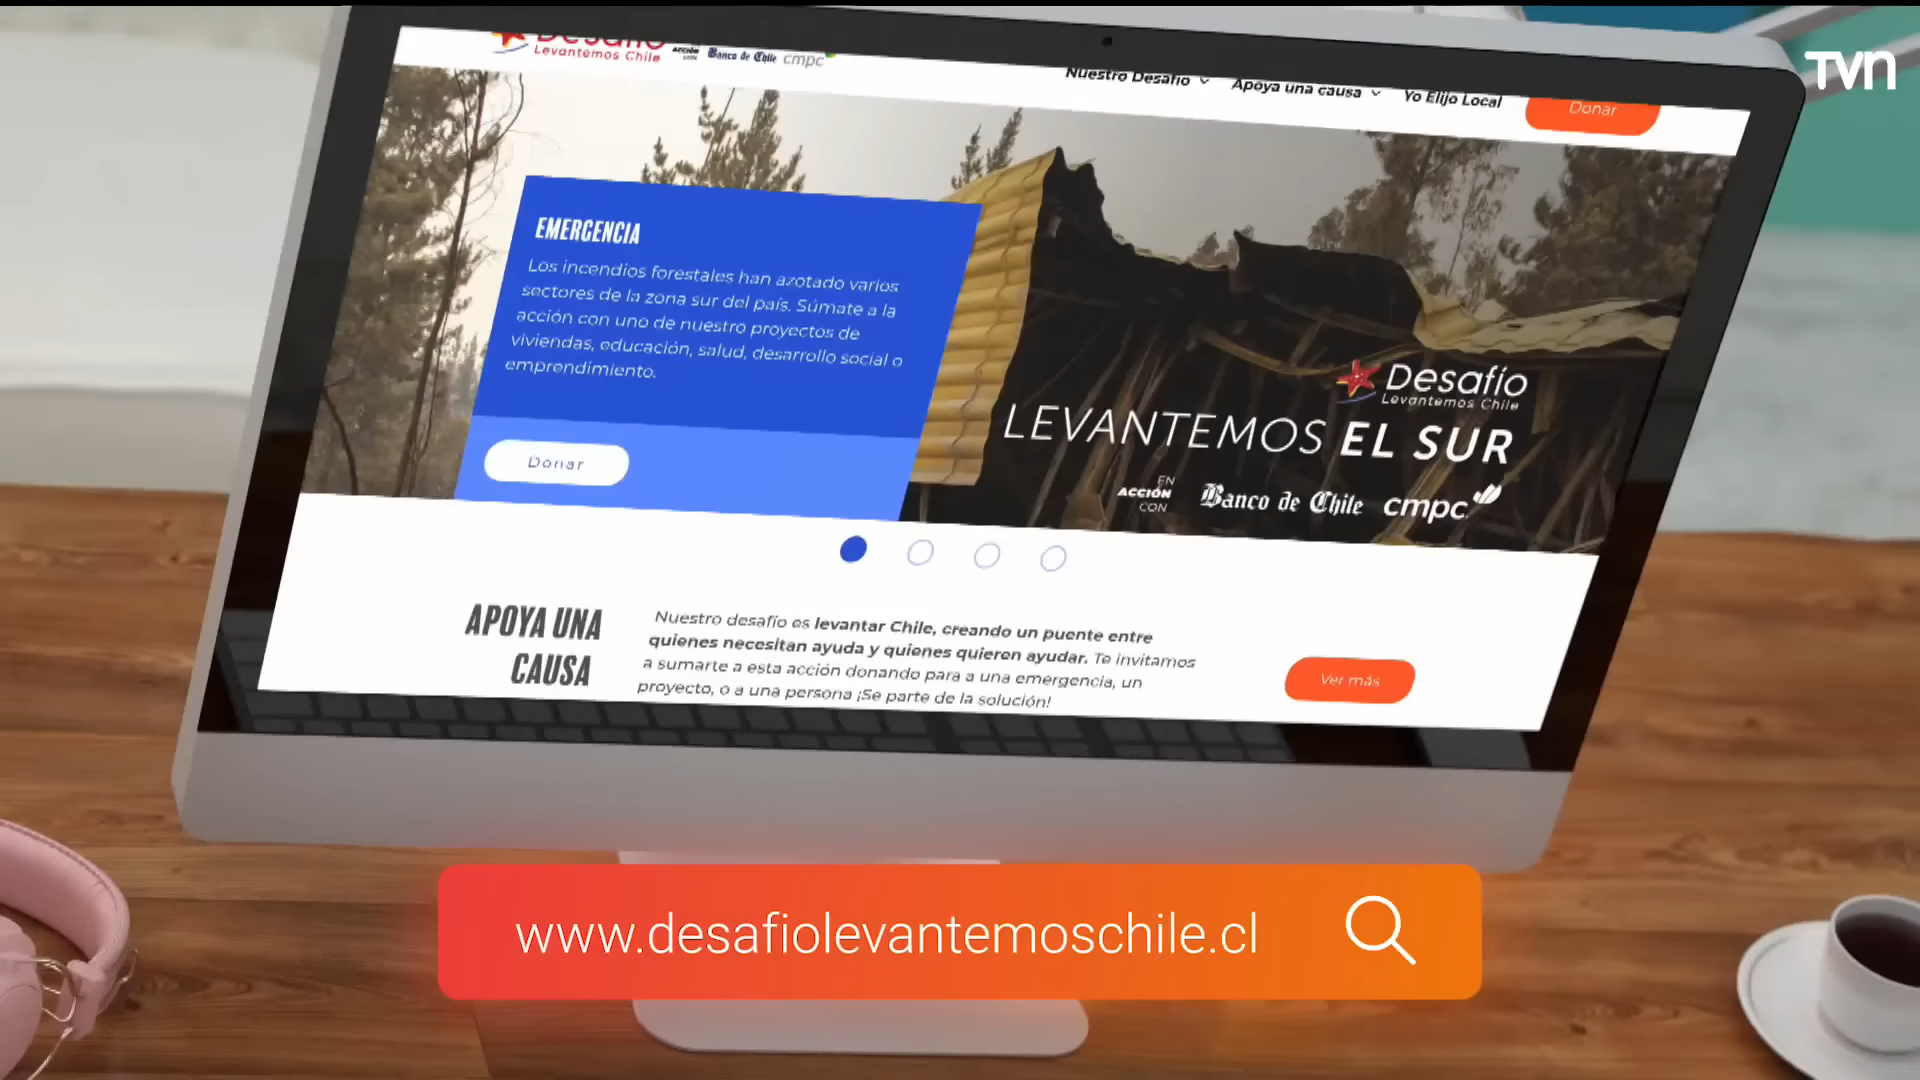 TVN
Desafío
Levantemos Chile
ACCIÓN
CON
Banco de Chile
cmpc
Nuestro Desafío
Apoya una causa
Yo Elijo Local
Donar
EMERGENCIA
Los incendios forestales han azotado varios
sectores de la zona sur del país. Súmate a la
acción con uno de nuestro proyectos de
viviendas, educación, salud, desarrollo social o
emprendimiento.
Donar
Desafío
Levantemos Chile
LEVANTEMOS EL SUR
EN
ACCIÓN
CON
Banco de Chile
cmpc
APOYA UNA
CAUSA
Nuestro desafío es levantar Chile, creando un puente entre
quienes necesitan ayuda y quienes quieren ayudar. Te invitamos
a sumarte a esta acción donando para a una emergencia, un
proyecto, o a una persona ¡Se parte de la solución!
Ver más
www.desafiolevantemoschile.cl